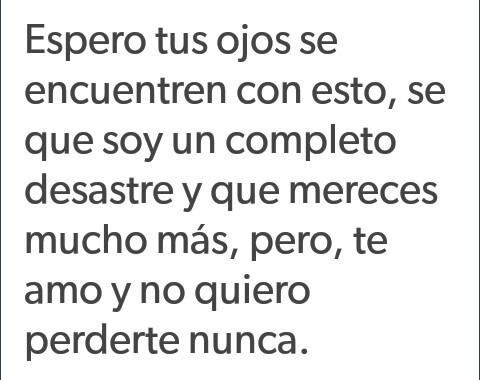 Espero tus ojos se
encuentren con esto, se
que soy un completo
desastre y que mereces
mucho más, pero, te
amo y no quiero
perderte nunca.